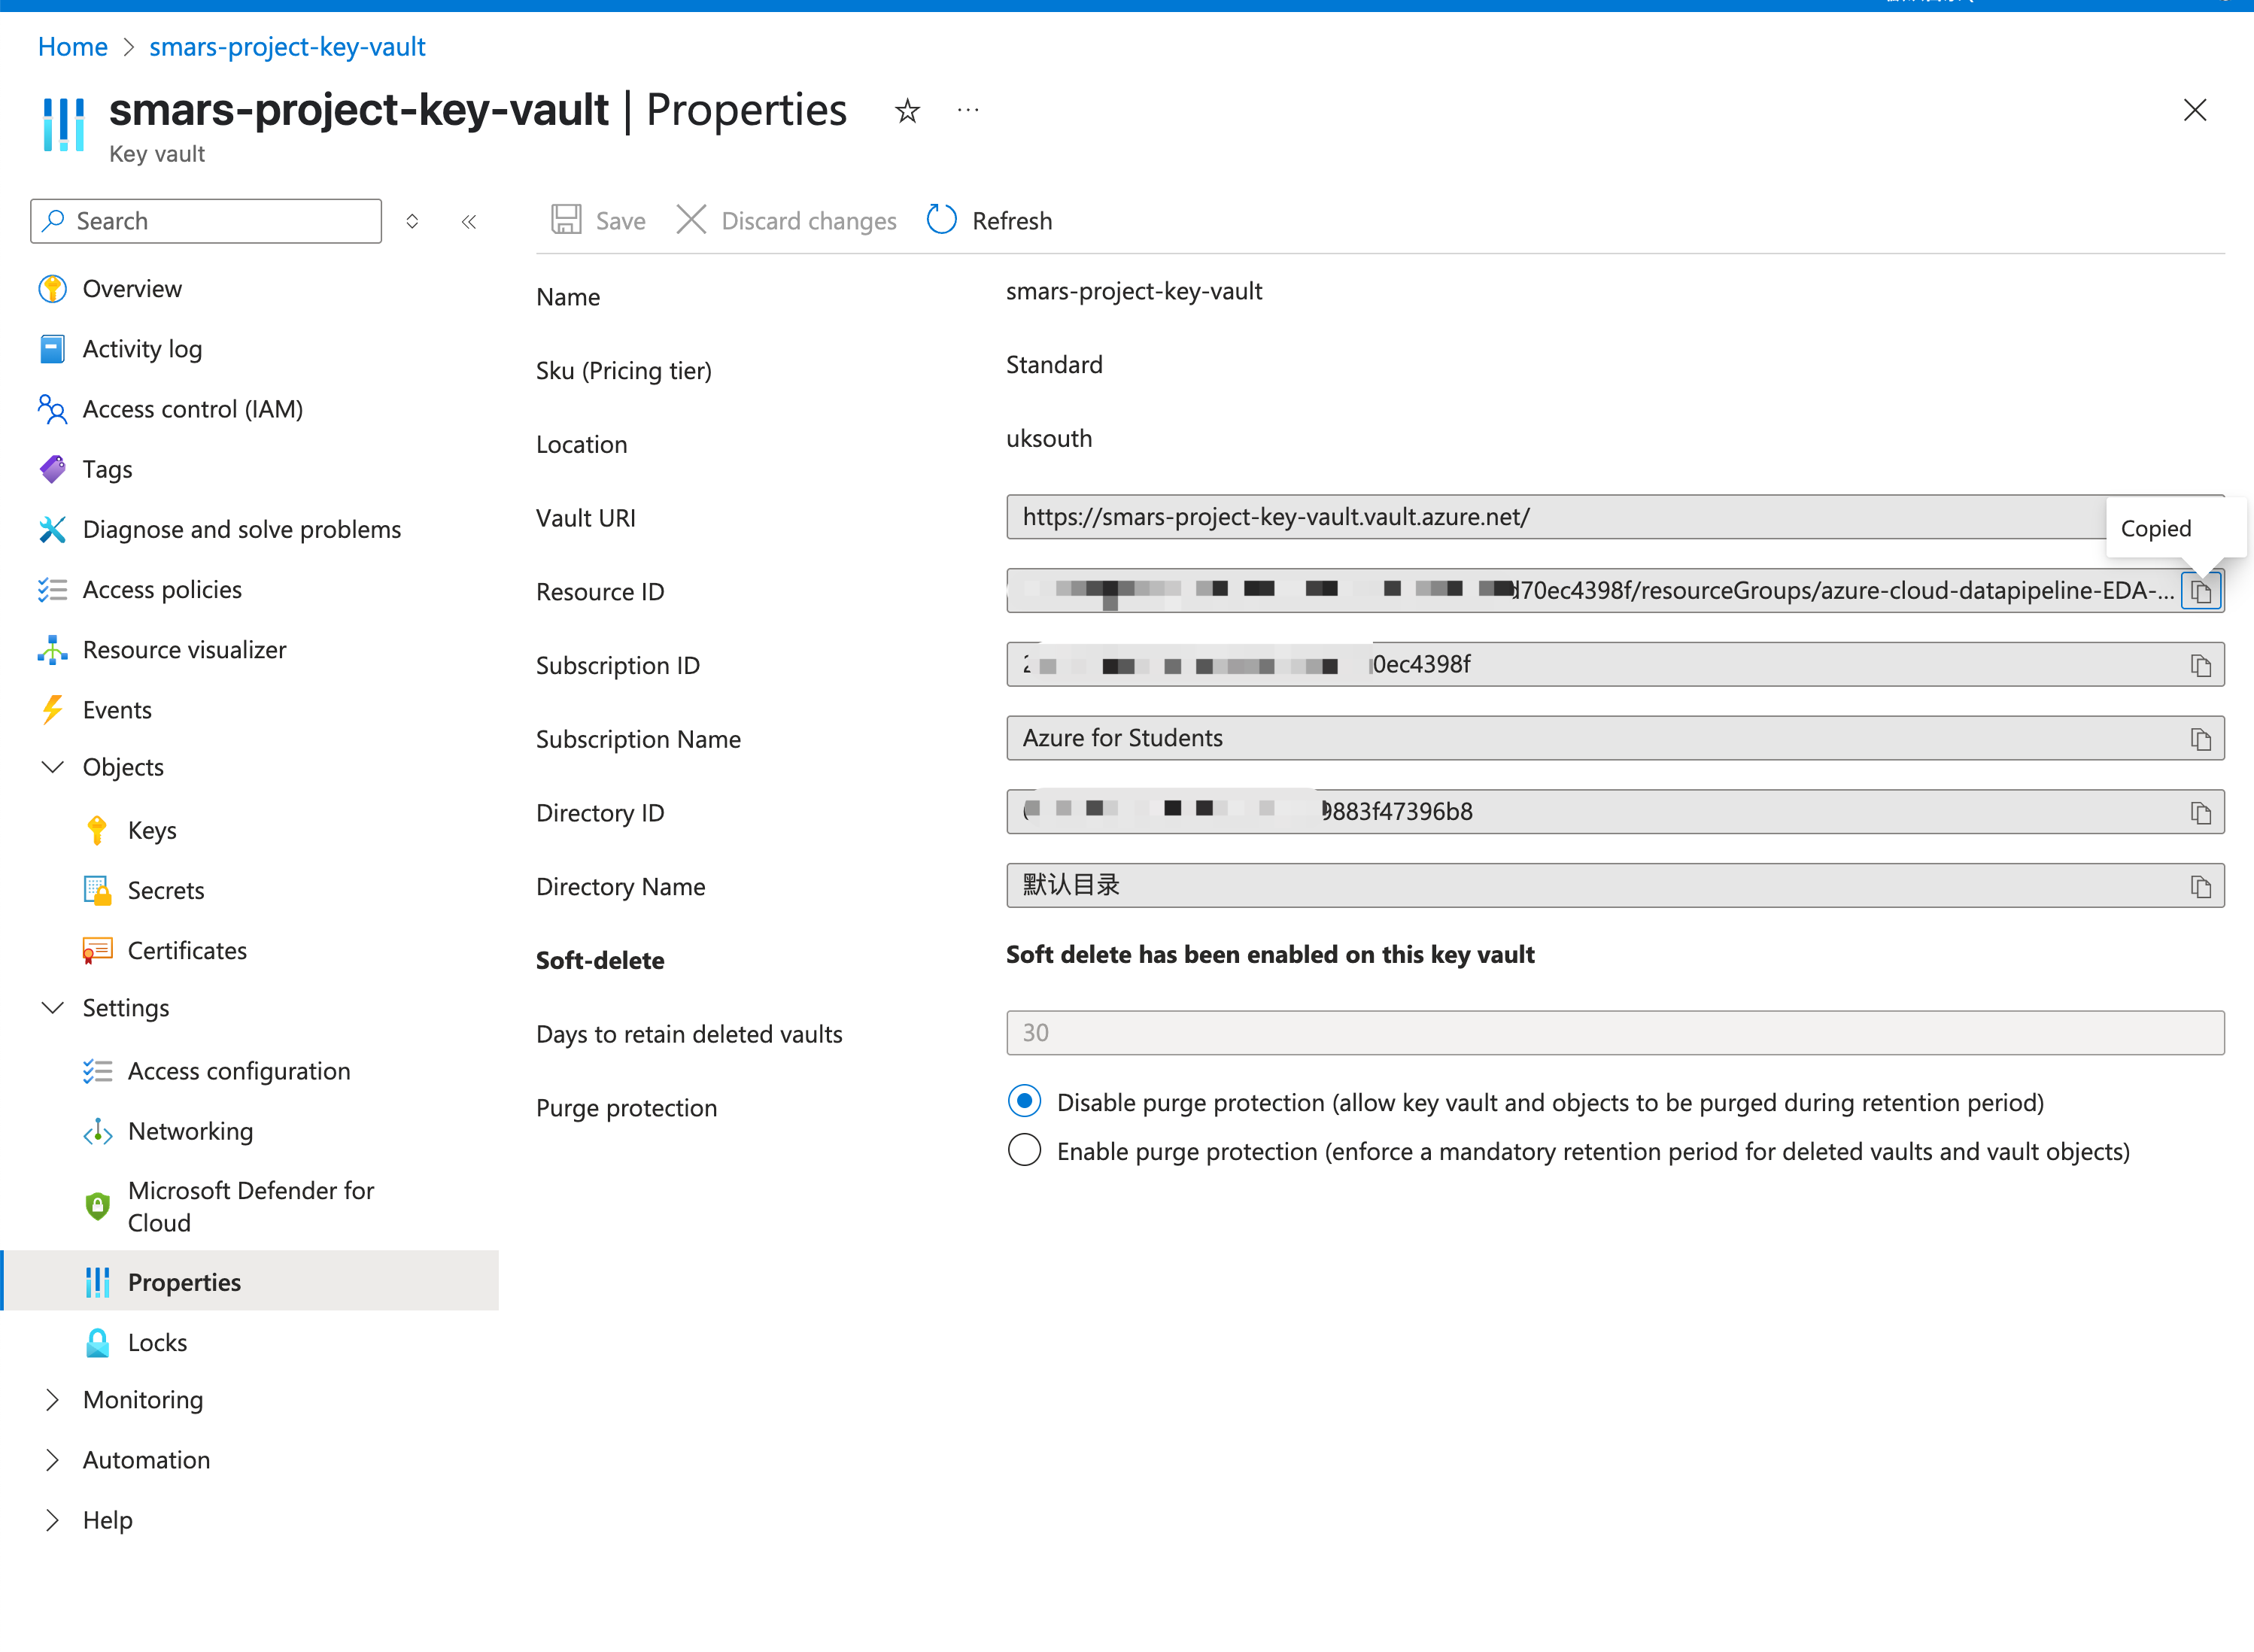 Home > smars-project-key-vault
smars-project-key-vault | Properties
Key vault
Search
Save
Discard changes
Refresh
Overview
Activity log
Access control (IAM)
Tags
Diagnose and solve problems
Access policies
Resource visualizer
Events
Objects
Keys
Secrets
Certificates
Settings
Access configuration
Networking
Microsoft Defender for
Cloud
Properties
Locks
Monitoring
Automation
Help
Name
smars-project-key-vault
Sku (Pricing tier)
Standard
Location
uksouth
Vault URI
https://smars-project-key-vault.vault.azure.net/
Copied
Resource ID
d70ec4398f/resourceGroups/azure-cloud-datapipeline-EDA-...
Subscription ID
0ec4398f
Subscription Name
Azure for Students
Directory ID
9883f47396b8
Directory Name
默认目录
Soft-delete
Soft delete has been enabled on this key vault
Days to retain deleted vaults
30
Purge protection
Disable purge protection (allow key vault and objects to be purged during retention period)
Enable purge protection (enforce a mandatory retention period for deleted vaults and vault objects)